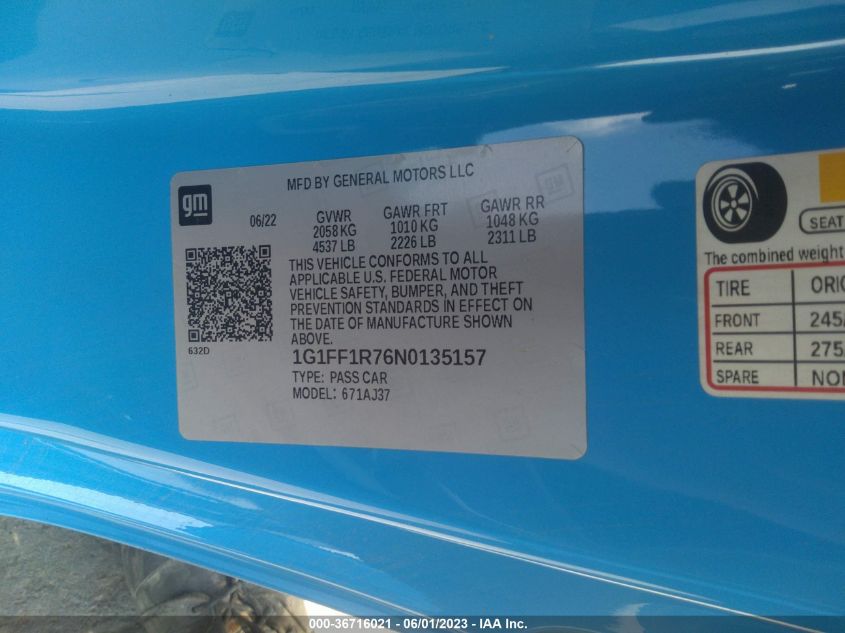 gm
MFD BY GENERAL MOTORS LLC
06/22
GVWR GAWR FRT GAWR RR
2058 KG 1010 KG 1048 KG
4537 LB 2226 LB 2311 LB
THIS VEHICLE CONFORMS TO ALL
APPLICABLE U.S. FEDERAL MOTOR
VEHICLE SAFETY, BUMPER, AND THEFT
PREVENTION STANDARDS IN EFFECT ON
THE DATE OF MANUFACTURE SHOWN
ABOVE.
632D
1G1FF1R76N0135157
TYPE: PASS CAR
MODEL: 671AJ37
SEAT
The combined weight
TIRE ORIG
FRONT 245/
REAR 275
SPARE NON
000-36716021 - 06/01/2023 - IAA Inc.